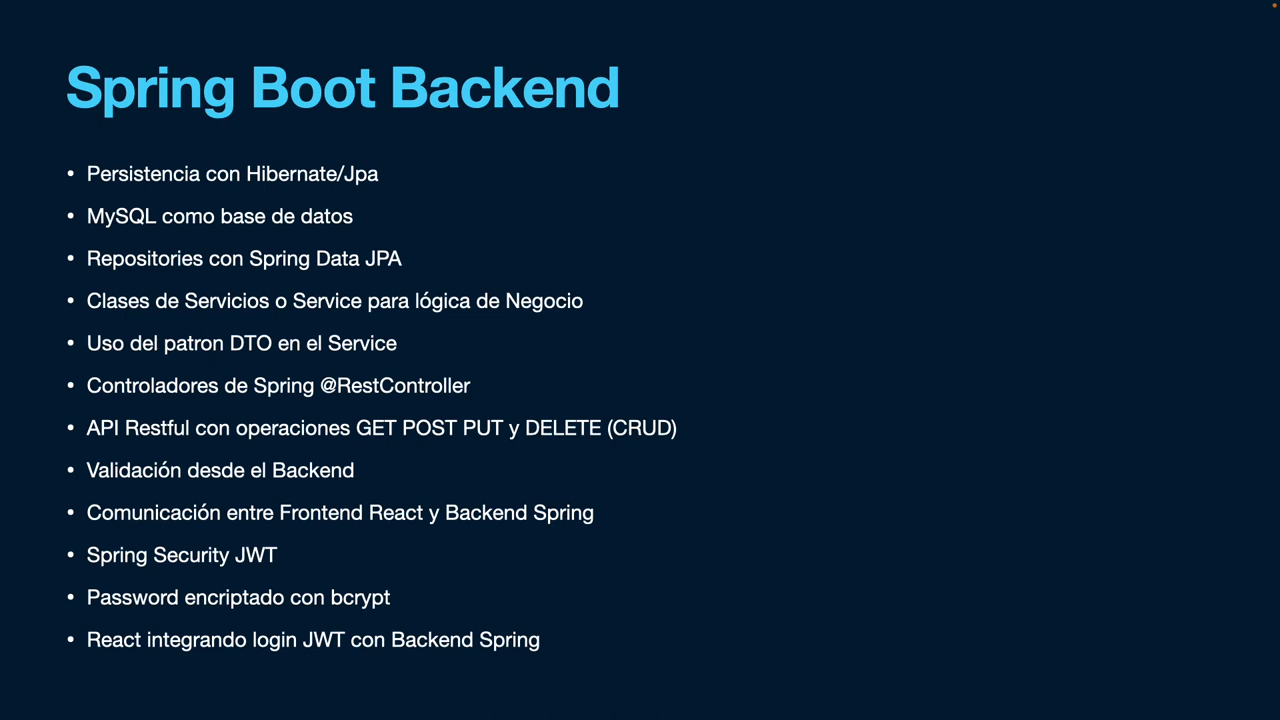 Spring Boot Backend
• Persistencia con Hibernate/Jpa
• MySQL como base de datos
• Repositories con Spring Data JPA
• Clases de Servicios o Service para lógica de Negocio
• Uso del patron DTO en el Service
• Controladores de Spring @RestController
• API Restful con operaciones GET POST PUT y DELETE (CRUD)
• Validación desde el Backend
• Comunicación entre Frontend React y Backend Spring
• Spring Security JWT
• Password encriptado con bcrypt
• React integrando login JWT con Backend Spring